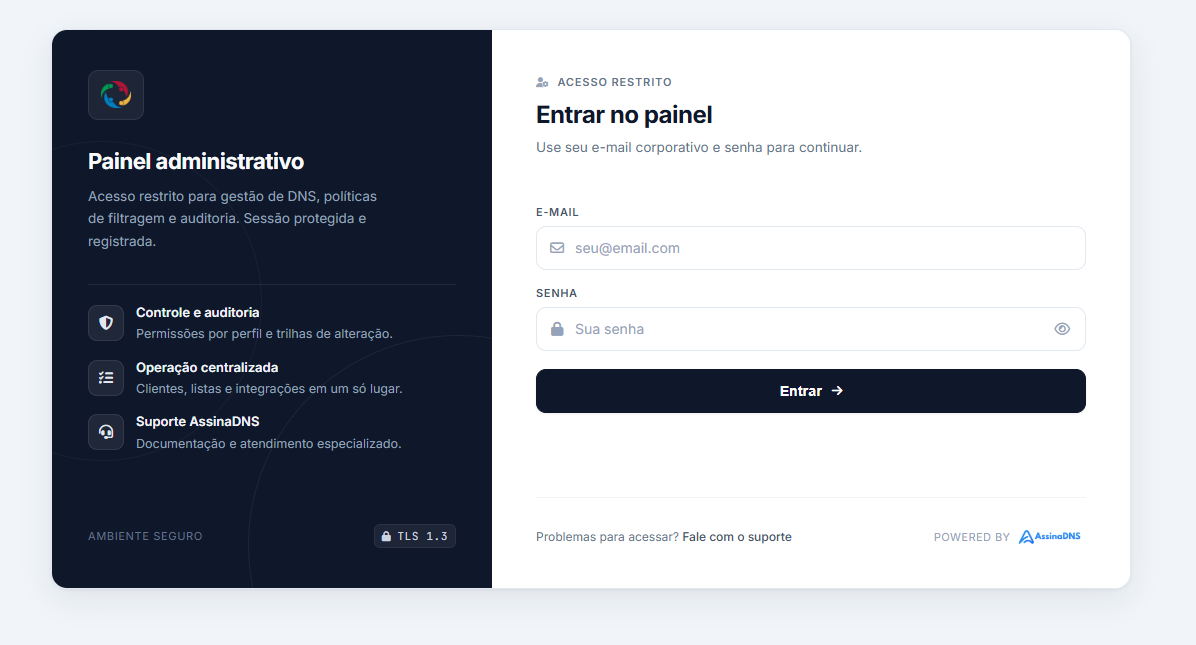 Painel administrativo
Acesso restrito para gestão de DNS, políticas
de filtragem e auditoria. Sessão protegida e
registrada.
Controle e auditoria
Permissões por perfil e trilhas de alteração.
Operação centralizada
Clientes, listas e integrações em um só lugar.
Suporte AssinaDNS
Documentação e atendimento especializado.
AMBIENTE SEGURO
TLS 1.3
ACESSO RESTRITO
Entrar no painel
Use seu e-mail corporativo e senha para continuar.
E-MAIL
seu@email.com
SENHA
Sua senha
Entrar →
Problemas para acessar? Fale com o suporte
POWERED BY AssinaDNS